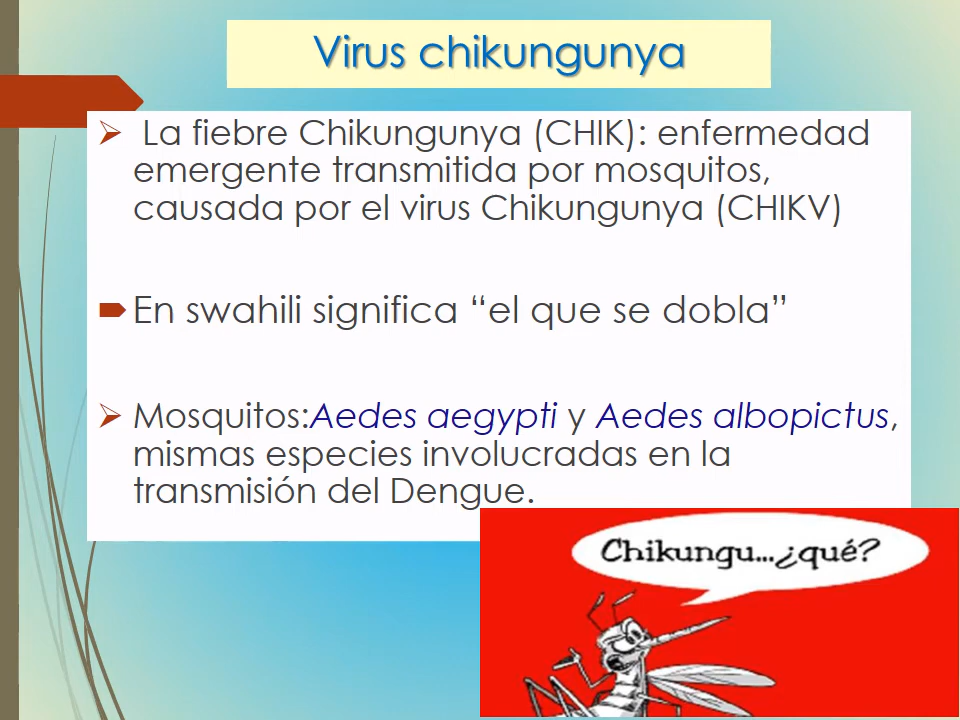 Virus chikungunya
La fiebre Chikungunya (CHIK): enfermedad
emergente transmitida por mosquitos,
causada por el virus Chikungunya (CHIKV)
En swahili significa “el que se dobla”
Mosquitos:Aedes aegypti y Aedes albopictus,
mismas especies involucradas en la
transmisión del Dengue.
Chikungu...¿qué?